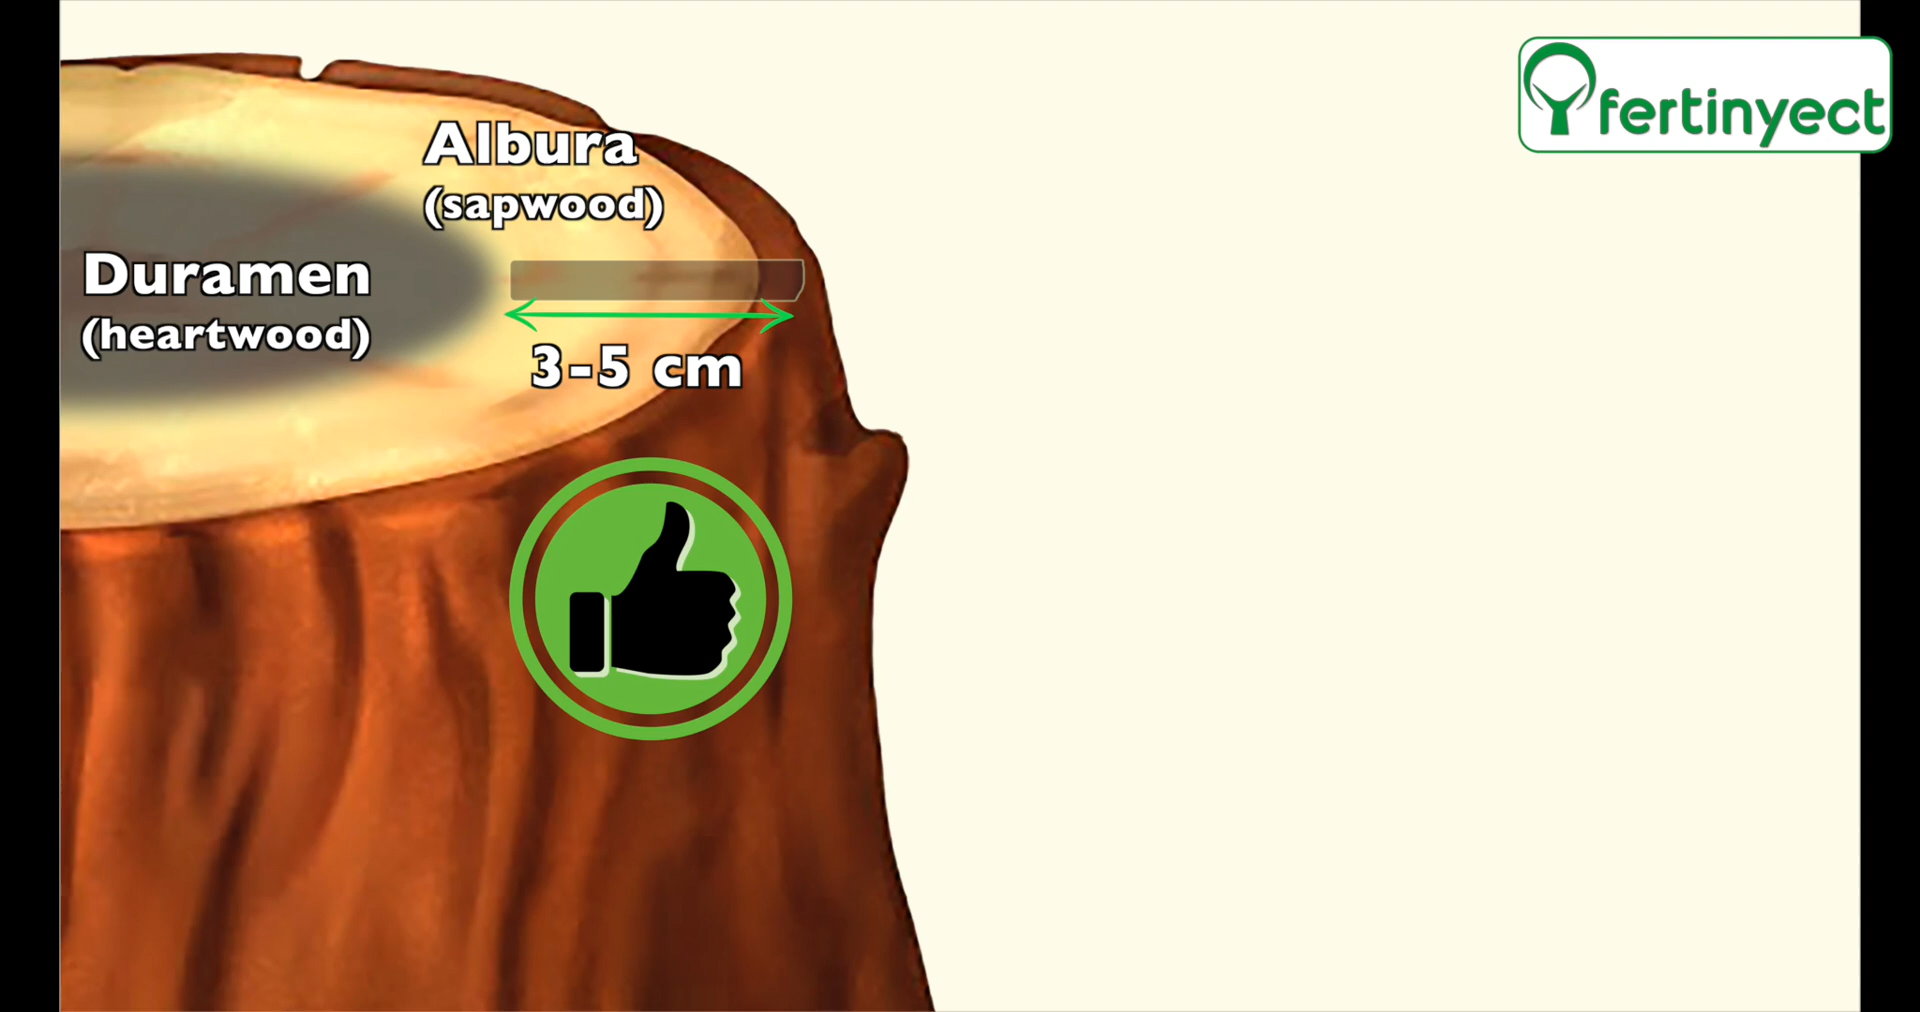 fertinyect
Albura
(sapwood)
Duramen
(heartwood)
3-5 cm